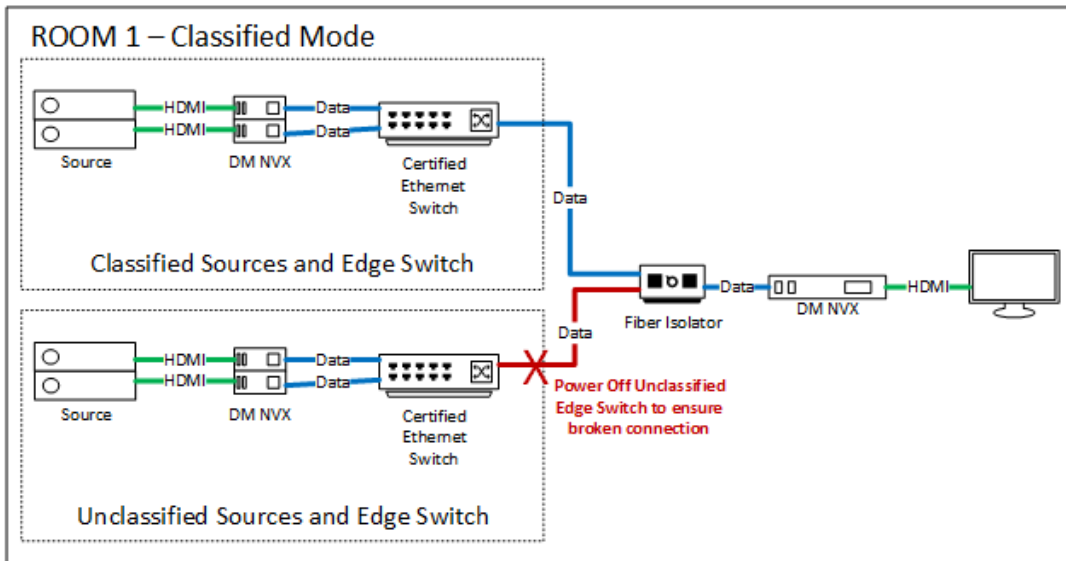 ROOM 1 – Classified Mode
HDMI
Data
HDMI
Data
Source
DM NVX
Certified
Ethernet
Switch
Classified Sources and Edge Switch
Data
Data
HDMI
Fiber Isolator
DM NVX
Data
HDMI
Data
HDMI
Data
Source
DM NVX
Certified
Ethernet
Switch
Power Off Unclassified
Edge Switch to ensure
broken connection
Unclassified Sources and Edge Switch